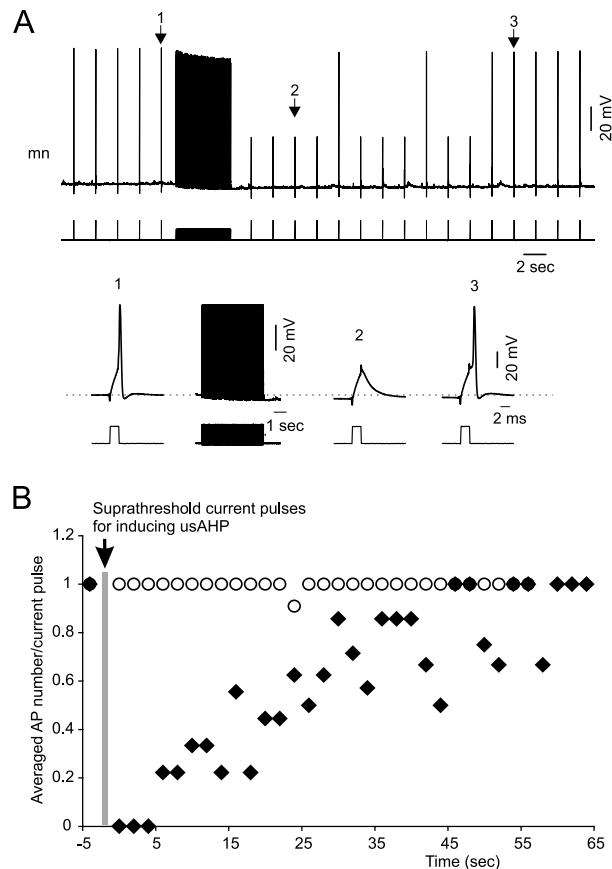 A
1
3
2
20 mV
mn
2 sec
1
3
2
20 mV
20 mV
1 sec
2 ms
B
Suprathreshold current pulses
for inducing usAHP
Averaged AP number/current pulse
1.2
1
0.8
0.6
0.4
0.2
0
-5
5
15
25
35
45
55
65
Time (sec)